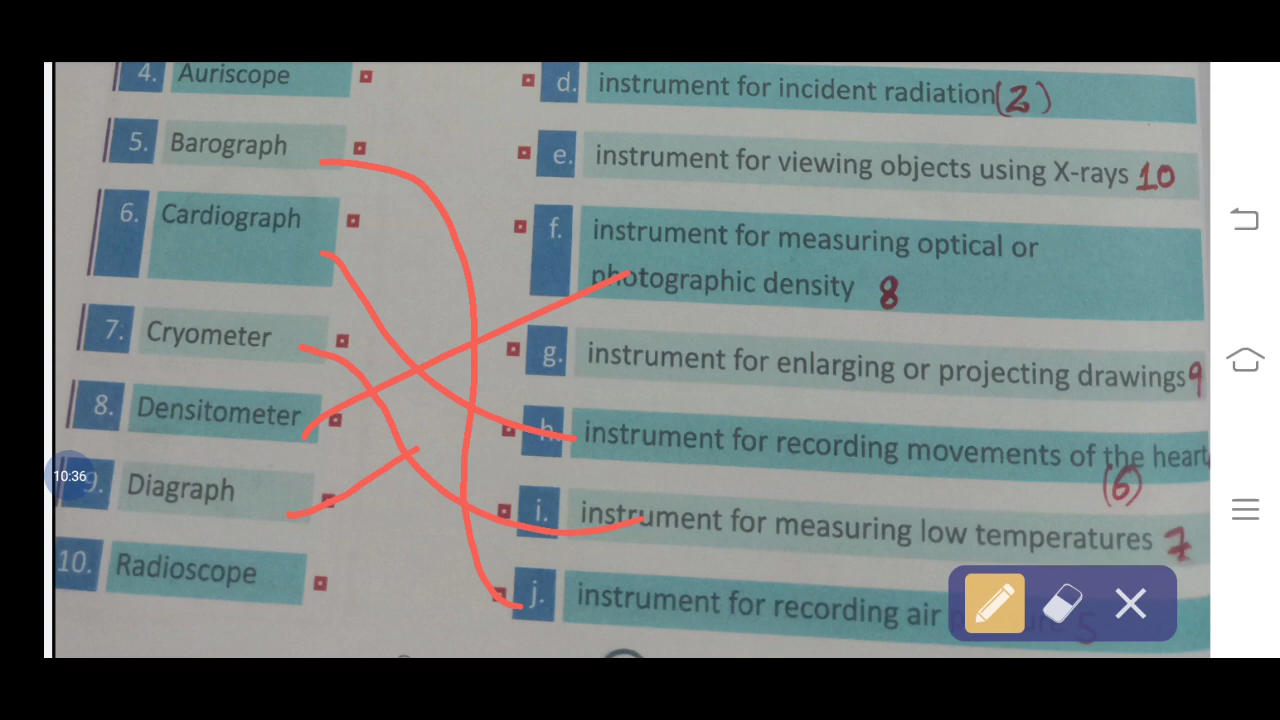 4. Auriscope
5. Barograph
6. Cardiograph
7. Cryometer
8. Densitometer
9. Diagraph
10. Radioscope
d. instrument for incident radiation (2)
e. instrument for viewing objects using X-rays 10
f. instrument for measuring optical or
photographic density 8
g. instrument for enlarging or projecting drawings 9
h. instrument for recording movements of the heart
(6)
i. instrument for measuring low temperatures 7
j. instrument for recording air 5
10:36